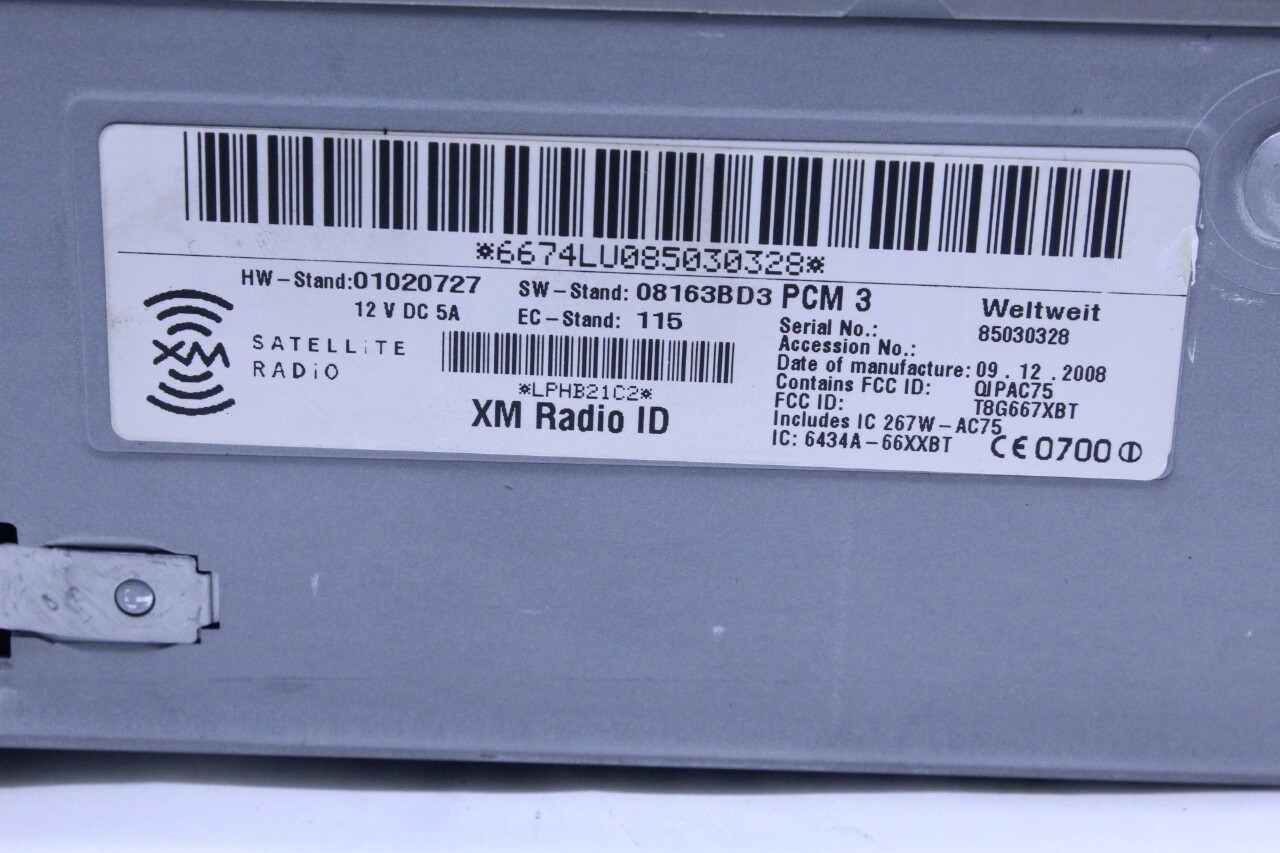 *6674LU085030328*
HW-Stand:01020727
SW-Stand: 08163BD3
PCM 3
Weltweit
12 V DC 5A
EC-Stand: 115
Serial No.: 85030328
Accession No.:
XM
SATELLiTE
RADiO
Date of manufacture: 09.12.2008
Contains FCC ID: QIPAC75
*LPHB21C2*
FCC ID: T8G667XBT
XM Radio ID
Includes IC 267W-AC75
IC: 6434A-66XXBT
CE0700